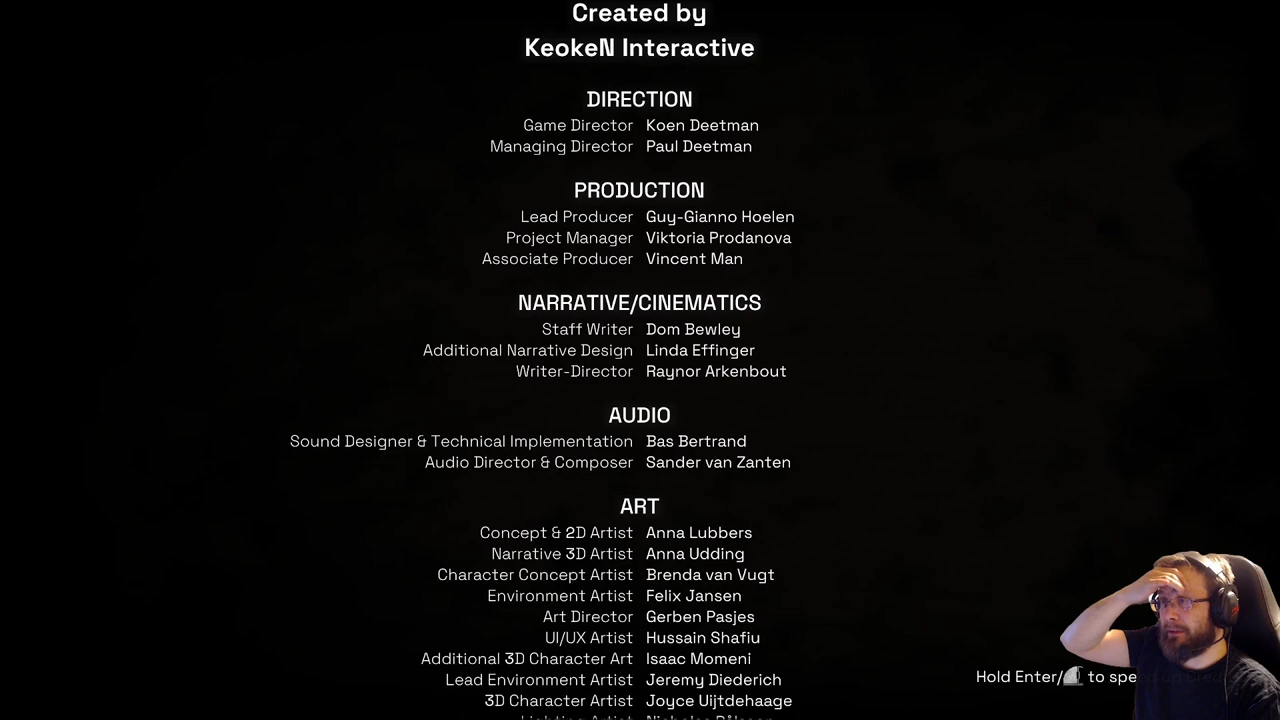 Created by
KeokeN Interactive
DIRECTION
Game Director Koen Deetman
Managing Director Paul Deetman
PRODUCTION
Lead Producer Guy-Gianno Hoelen
Project Manager Viktoria Prodanova
Associate Producer Vincent Man
NARRATIVE/CINEMATICS
Staff Writer Dom Bewley
Additional Narrative Design Linda Effinger
Writer-Director Raynor Arkenbout
AUDIO
Sound Designer & Technical Implementation Bas Bertrand
Audio Director & Composer Sander van Zanten
ART
Concept & 2D Artist Anna Lubbers
Narrative 3D Artist Anna Udding
Character Concept Artist Brenda van Vugt
Environment Artist Felix Jansen
Art Director Gerben Pasjes
UI/UX Artist Hussain Shafiu
Additional 3D Character Art Isaac Momeni
Lead Environment Artist Jeremy Diederich
3D Character Artist Joyce Uijtdehaage
Hold Enter/ to